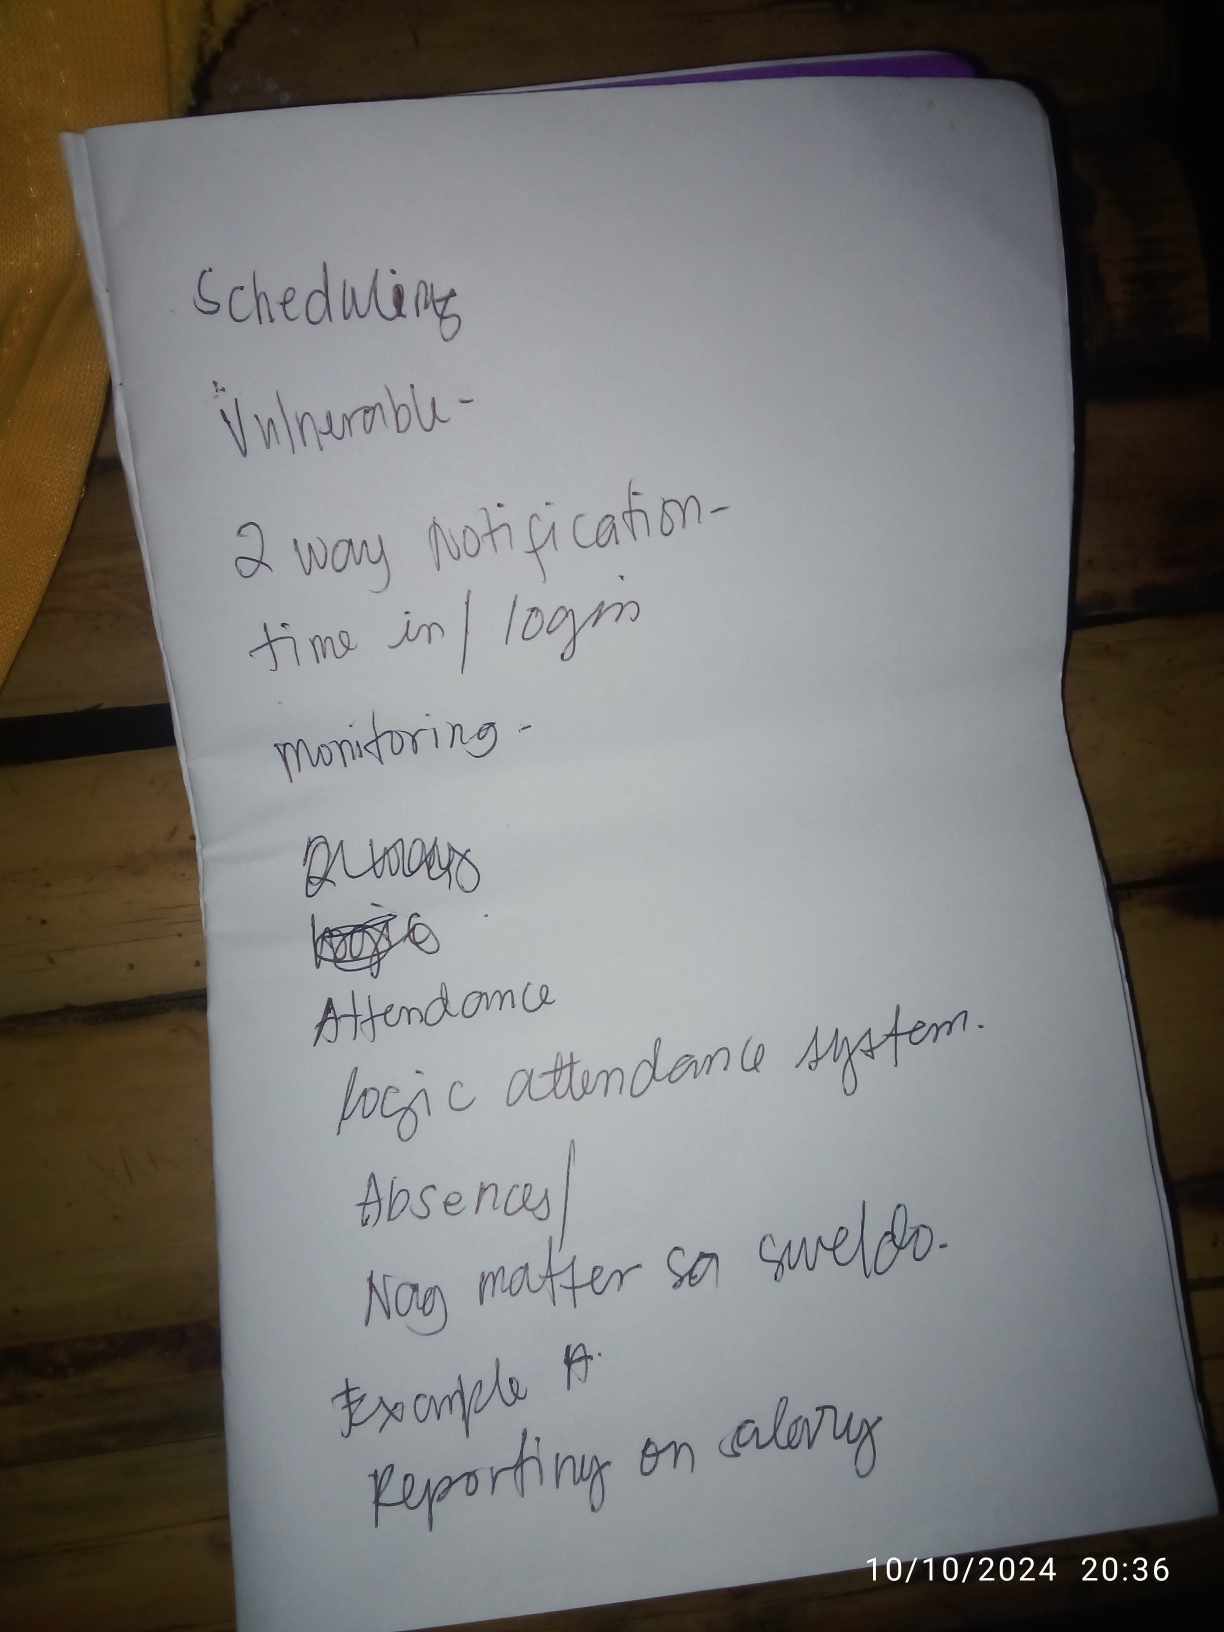 Scheduling
Vulnerable -
2 way Notification -
time in / login
monitoring -
2 ways
logic
Attendance
logic attendance system.
Absences /
Nag matter sa sweldo.
Example A.
Reporting on salary
10/10/2024 20:36